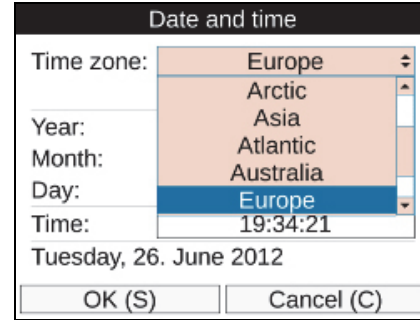 Date and time
Time zone: Europe
Arctic
Asia
Atlantic
Australia
Europe
Year:
Month:
Day:
Time: 19:34:21
Tuesday, 26. June 2012
OK (S) Cancel (C)